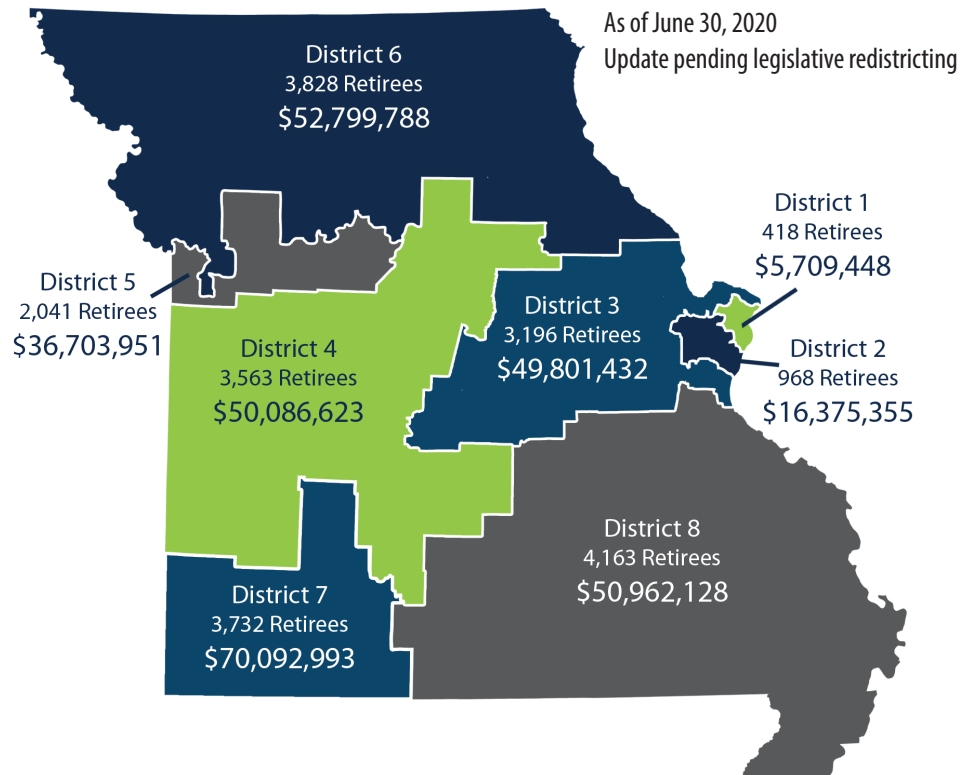 As of June 30, 2020
Update pending legislative redistricting
District 6
3,828 Retirees
$52,799,788
District 1
418 Retirees
$5,709,448
District 5
2,041 Retirees
$36,703,951
District 3
3,196 Retirees
$49,801,432
District 4
3,563 Retirees
$50,086,623
District 2
968 Retirees
$16,375,355
District 8
4,163 Retirees
$50,962,128
District 7
3,732 Retirees
$70,092,993